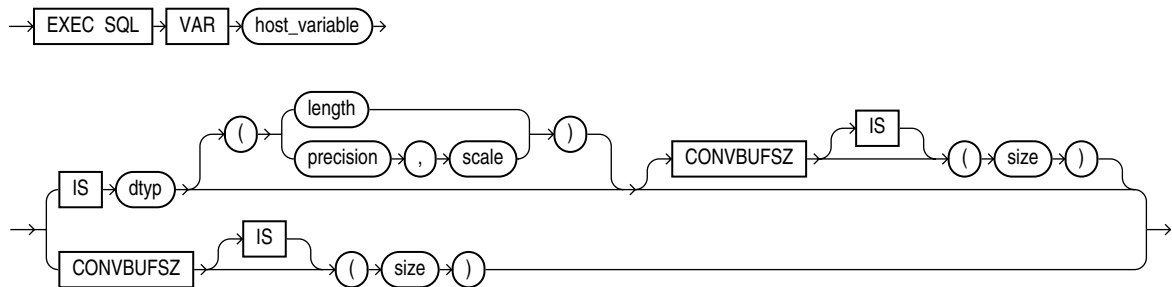 EXEC SQL VAR host_variable
length
IS
( )
precision , scale
CONVBUFSZ ( size )
IS dtyp
IS
CONVBUFSZ ( size )